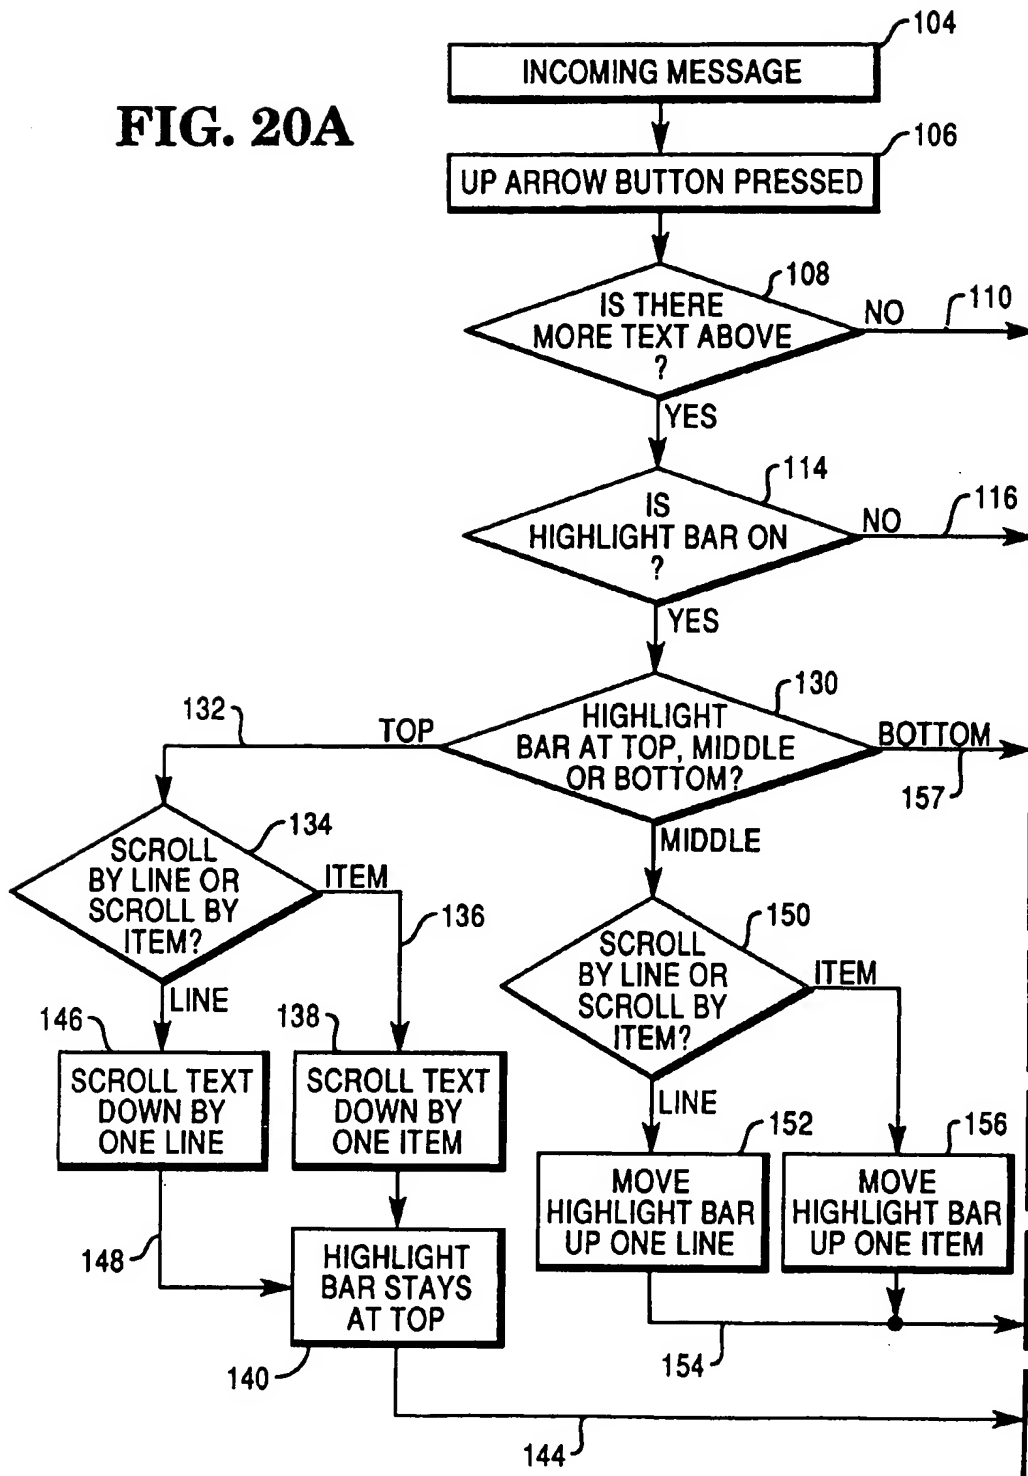 FIG. 20A
104
INCOMING MESSAGE
106
UP ARROW BUTTON PRESSED
108
IS THERE
MORE TEXT ABOVE
?
NO
110
YES
114
IS
HIGHLIGHT BAR ON
?
NO
116
YES
130
HIGHLIGHT
BAR AT TOP, MIDDLE
OR BOTTOM?
132
TOP
BOTTOM
157
MIDDLE
134
SCROLL
BY LINE OR
SCROLL BY
ITEM?
ITEM
136
LINE
150
SCROLL
BY LINE OR
SCROLL BY
ITEM?
ITEM
LINE
146
SCROLL TEXT
DOWN BY
ONE LINE
138
SCROLL TEXT
DOWN BY
ONE ITEM
152
MOVE
HIGHLIGHT BAR
UP ONE LINE
156
MOVE
HIGHLIGHT BAR
UP ONE ITEM
148
HIGHLIGHT
BAR STAYS
AT TOP
140
154
144